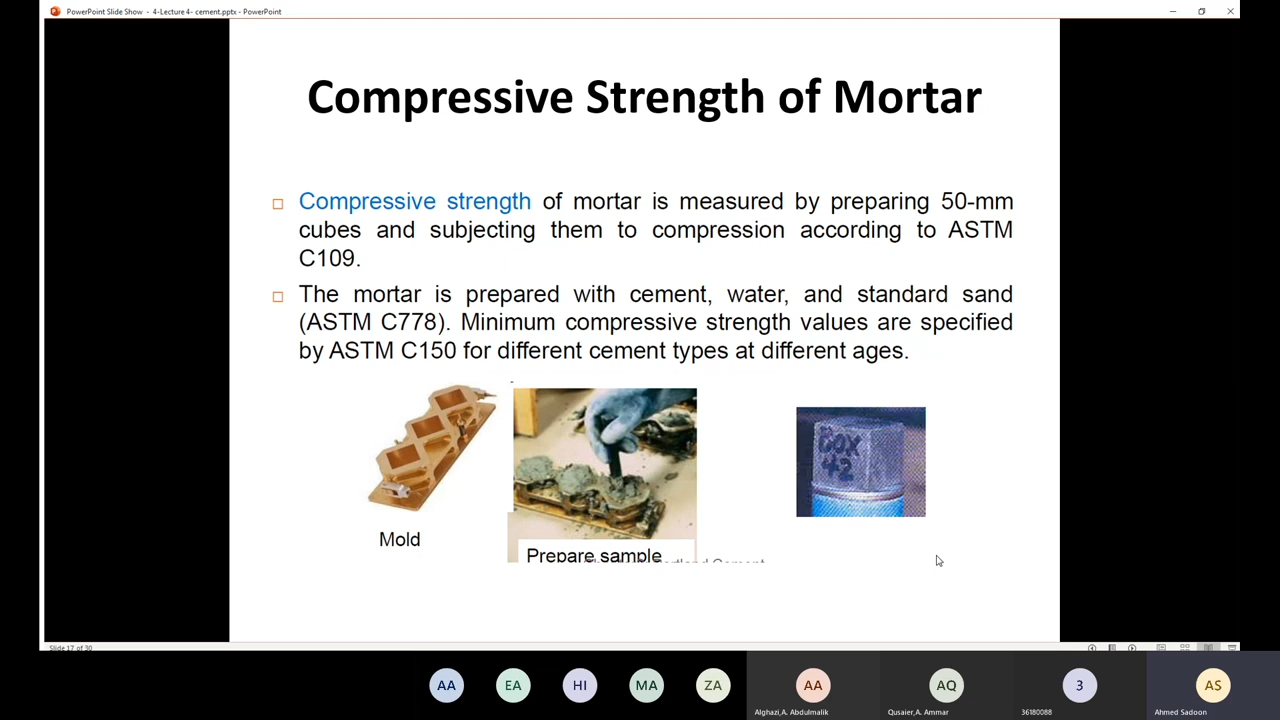 PowerPoint Slide Show - 4-Lecture 4- cement.pptx - PowerPoint
Compressive Strength of Mortar
Compressive strength of mortar is measured by preparing 50-mm
cubes and subjecting them to compression according to ASTM
C109.
The mortar is prepared with cement, water, and standard sand
(ASTM C778). Minimum compressive strength values are specified
by ASTM C150 for different cement types at different ages.
COX
42
Mold
Prepare sample
Portland Cement
Slide 17 of 30
AA
EA
HI
MA
ZA
AA
AQ
3
AS
Alghazi,A. Abdulmalik
Qusaier,A. Ammar
36180088
Ahmed Sadoon